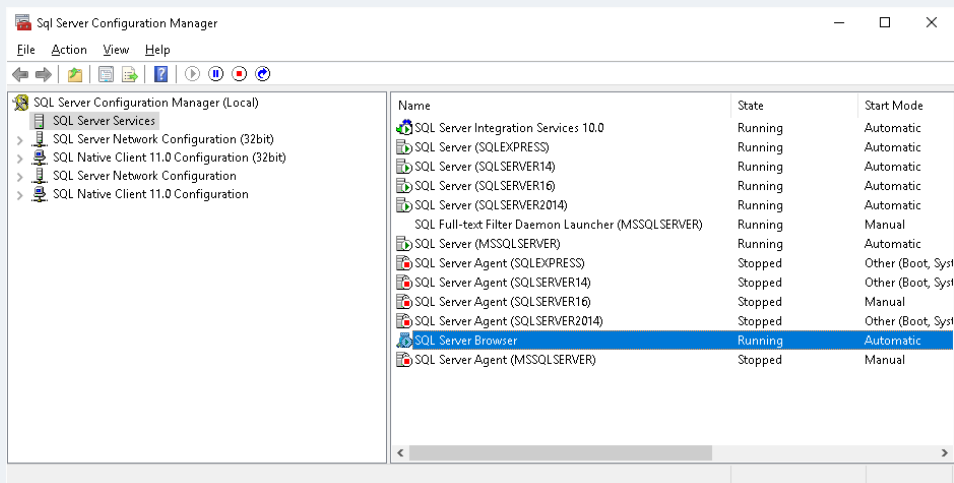 Sql Server Configuration Manager
File Action View Help
SQL Server Configuration Manager (Local)
SQL Server Services
SQL Server Network Configuration (32bit)
SQL Native Client 11.0 Configuration (32bit)
SQL Server Network Configuration
SQL Native Client 11.0 Configuration
Name State Start Mode
SQL Server Integration Services 10.0 Running Automatic
SQL Server (SQLEXPRESS) Running Automatic
SQL Server (SQLSERVER14) Running Automatic
SQL Server (SQLSERVER16) Running Automatic
SQL Server (SQLSERVER2014) Running Automatic
SQL Full-text Filter Daemon Launcher (MSSQLSERVER) Running Manual
SQL Server (MSSQLSERVER) Running Automatic
SQL Server Agent (SQLEXPRESS) Stopped Other (Boot, Syst
SQL Server Agent (SQLSERVER14) Stopped Other (Boot, Syst
SQL Server Agent (SQLSERVER16) Stopped Manual
SQL Server Agent (SQLSERVER2014) Stopped Other (Boot, Syst
SQL Server Browser Running Automatic
SQL Server Agent (MSSQLSERVER) Stopped Manual